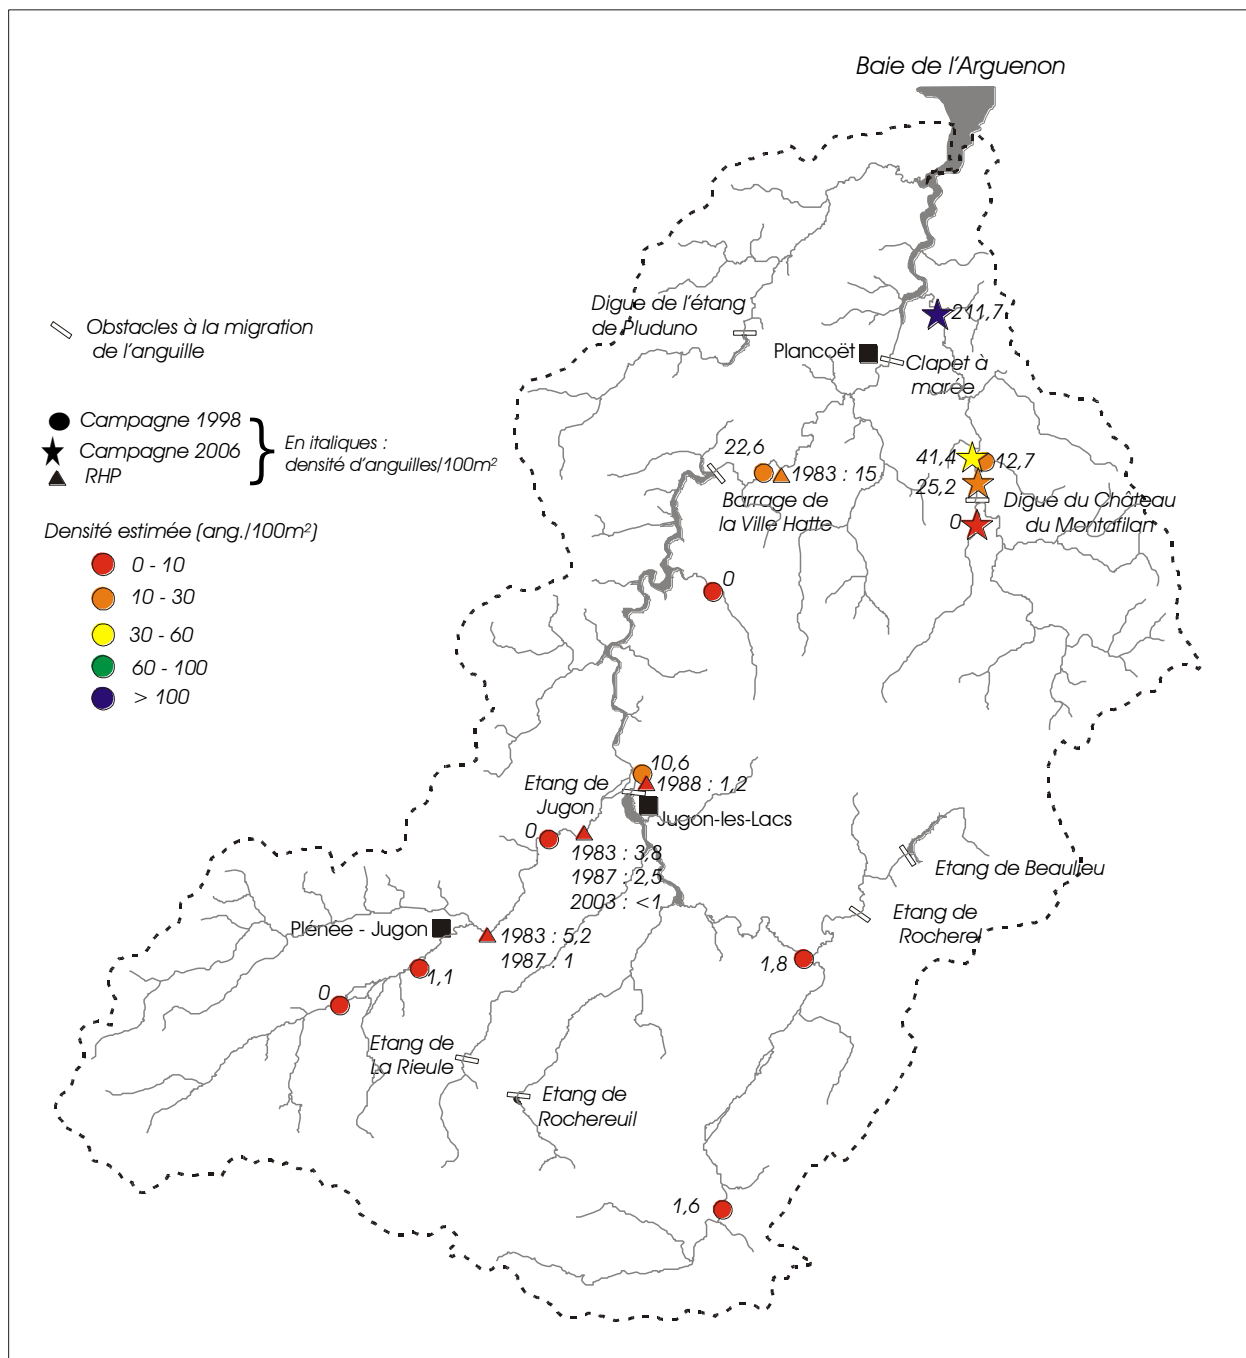 Baie de l'Arguenon
Digue de l'étang
de Pluduno
Obstacles à la migration
de l'anguille
211,7
Plancoët
Clapet à
marée
Campagne 1998
Campagne 2006
RHP
En italiques :
densité d'anguilles/100m²
22,6
1983 : 15
Barrage de
la Ville Hatte
41,4
12,7
25,2
Digue du Château
du Montafilan
0
Densité estimée (ang./100m²)
0 - 10
10 - 30
30 - 60
60 - 100
> 100
0
10,6
1988 : 1,2
Etang de
Jugon
Jugon-les-Lacs
0
1983 : 3,8
1987 : 2,5
2003 : <1
Etang de Beaulieu
Etang de
Rocherel
Plénée - Jugon
1983 : 5,2
1987 : 1
1,1
0
1,8
Etang de
La Rieule
Etang de
Rochereuil
1,6